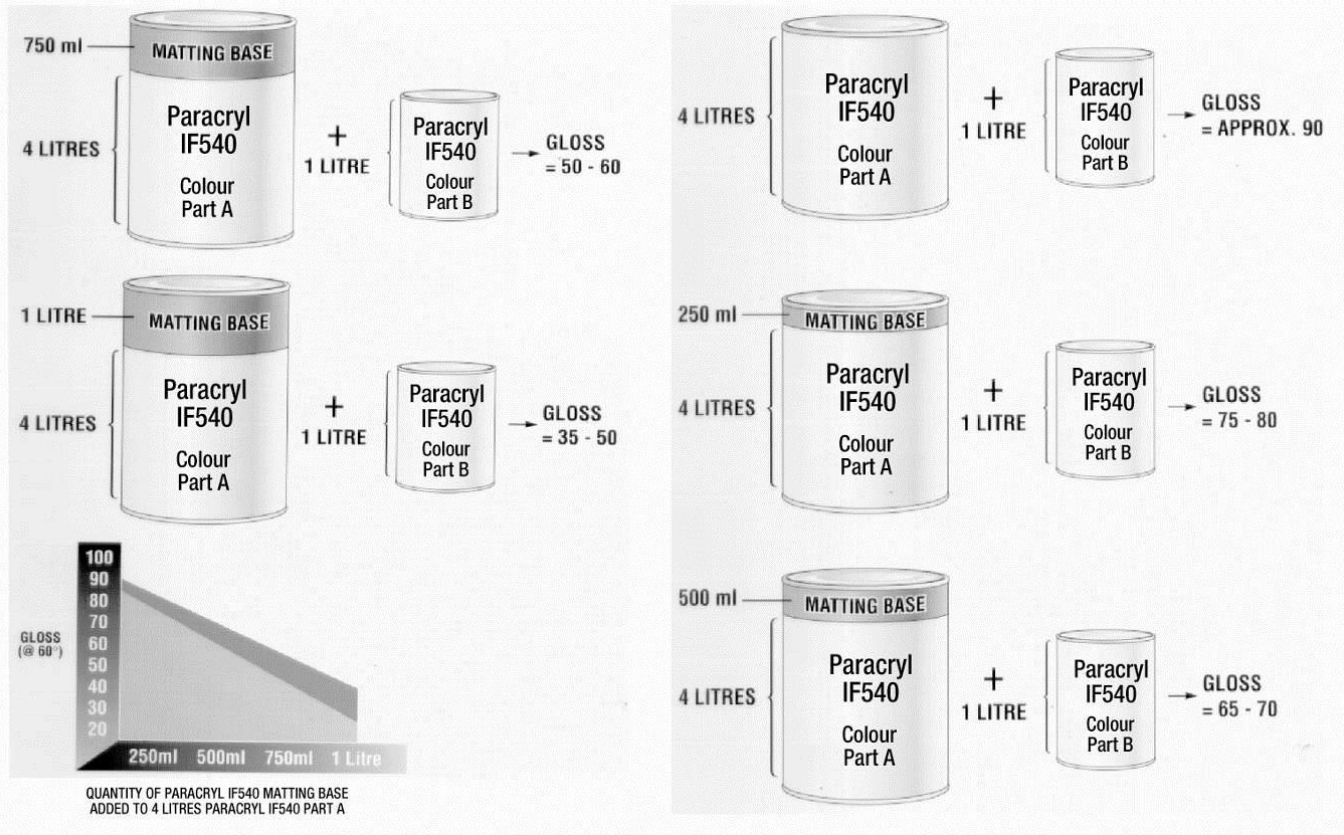 750 ml
MATTING BASE
4 LITRES
Paracryl
IF540
Colour
Part A
+
1 LITRE
Paracryl
IF540
Colour
Part B
GLOSS
= 50 - 60
1 LITRE
MATTING BASE
4 LITRES
Paracryl
IF540
Colour
Part A
+
1 LITRE
Paracryl
IF540
Colour
Part B
GLOSS
= 35 - 50
100
90
80
70
60
50
40
30
20
GLOSS
(@ 60°)
250ml 500ml 750ml 1 Litre
QUANTITY OF PARACRYL IF540 MATTING BASE
ADDED TO 4 LITRES PARACRYL IF540 PART A
4 LITRES
Paracryl
IF540
Colour
Part A
+
1 LITRE
Paracryl
IF540
Colour
Part B
GLOSS
= APPROX. 90
250 ml
MATTING BASE
4 LITRES
Paracryl
IF540
Colour
Part A
+
1 LITRE
Paracryl
IF540
Colour
Part B
GLOSS
= 75 - 80
500 ml
MATTING BASE
4 LITRES
Paracryl
IF540
Colour
Part A
+
1 LITRE
Paracryl
IF540
Colour
Part B
GLOSS
= 65 - 70